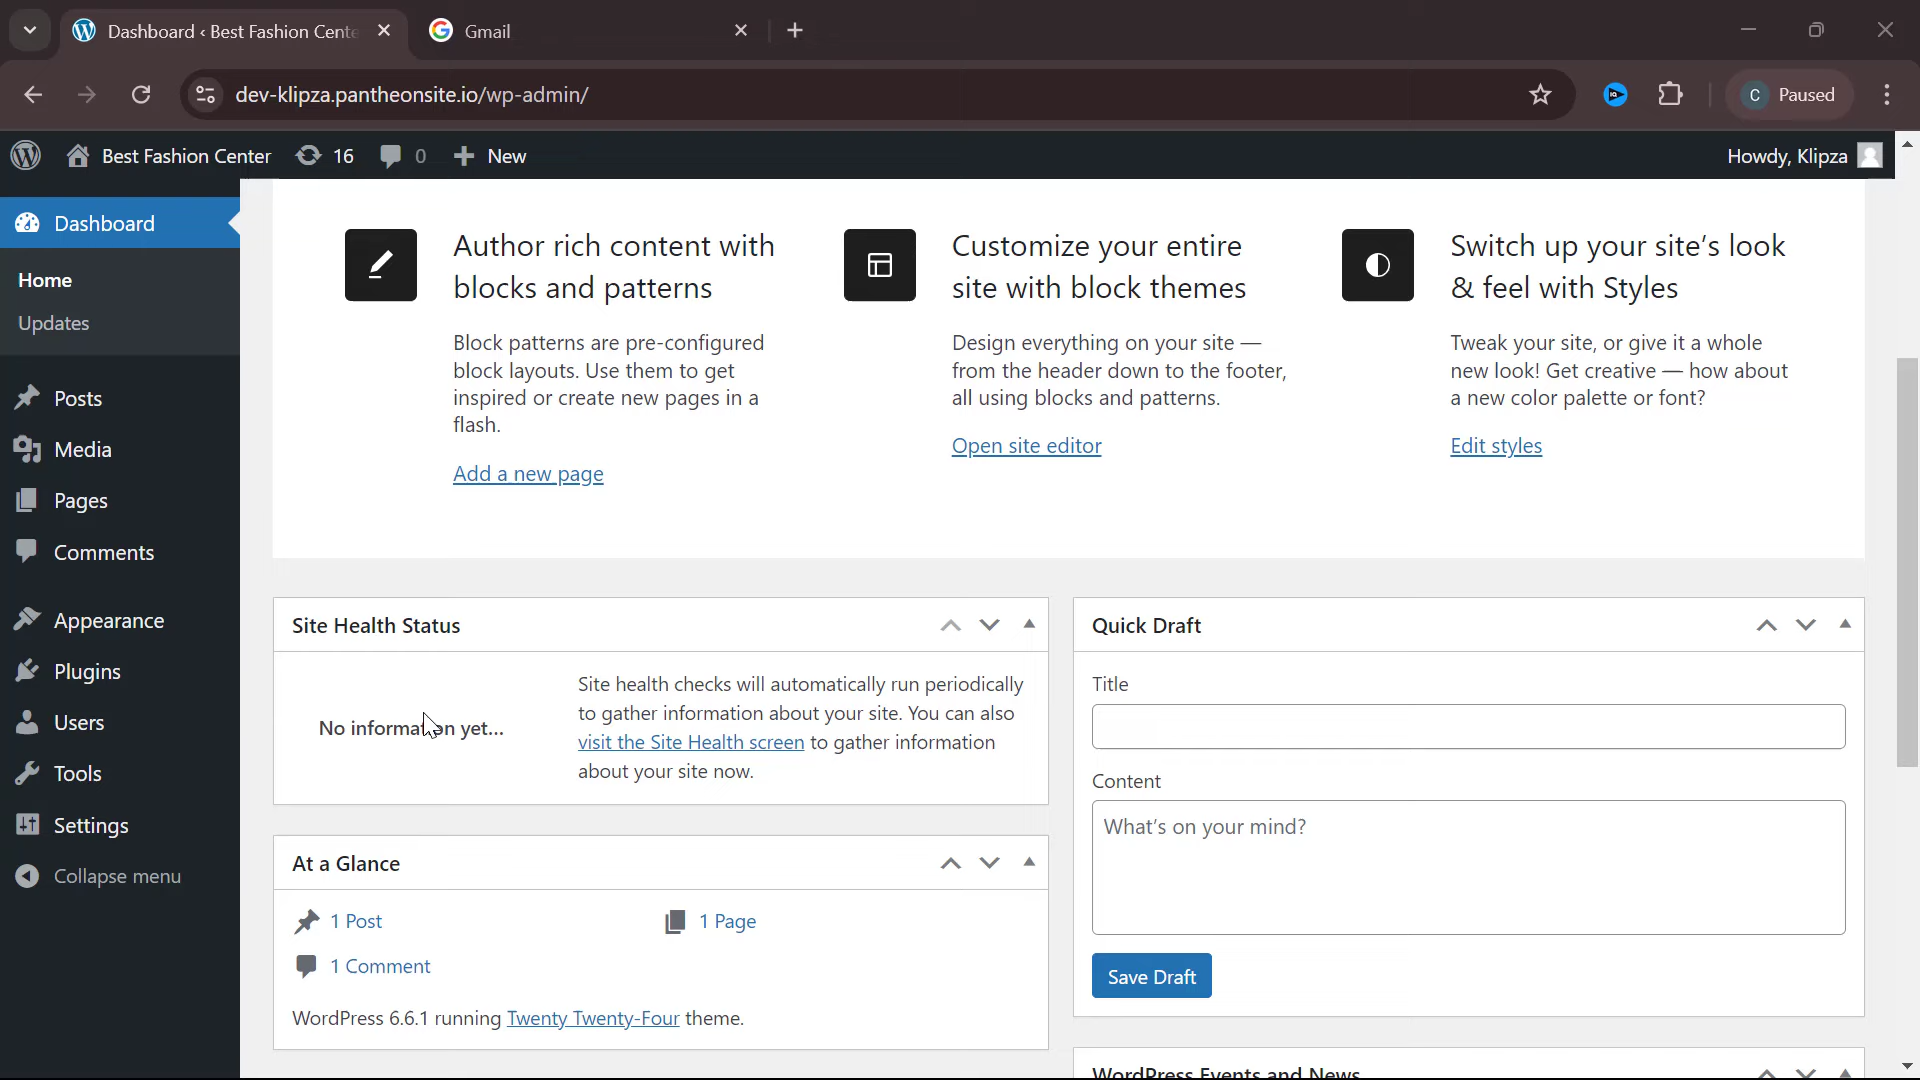 Dashboard ‹ Best Fashion Cente
Gmail
dev-klipza.pantheonsite.io/wp-admin/
C Paused
Best Fashion Center 16 0 New
Howdy, Klipza
Dashboard
Home
Updates
Posts
Media
Pages
Comments
Appearance
Plugins
Users
Tools
Settings
Collapse menu
Author rich content with
blocks and patterns
Block patterns are pre-configured
block layouts. Use them to get
inspired or create new pages in a
flash.
Add a new page
Customize your entire
site with block themes
Design everything on your site —
from the header down to the footer,
all using blocks and patterns.
Open site editor
Switch up your site's look
& feel with Styles
Tweak your site, or give it a whole
new look! Get creative — how about
a new color palette or font?
Edit styles
Site Health Status
No information yet...
Site health checks will automatically run periodically
to gather information about your site. You can also
visit the Site Health screen to gather information
about your site now.
At a Glance
1 Post
1 Page
1 Comment
WordPress 6.6.1 running Twenty Twenty-Four theme.
Quick Draft
Title
Content
What's on your mind?
Save Draft
WordPress Events and News